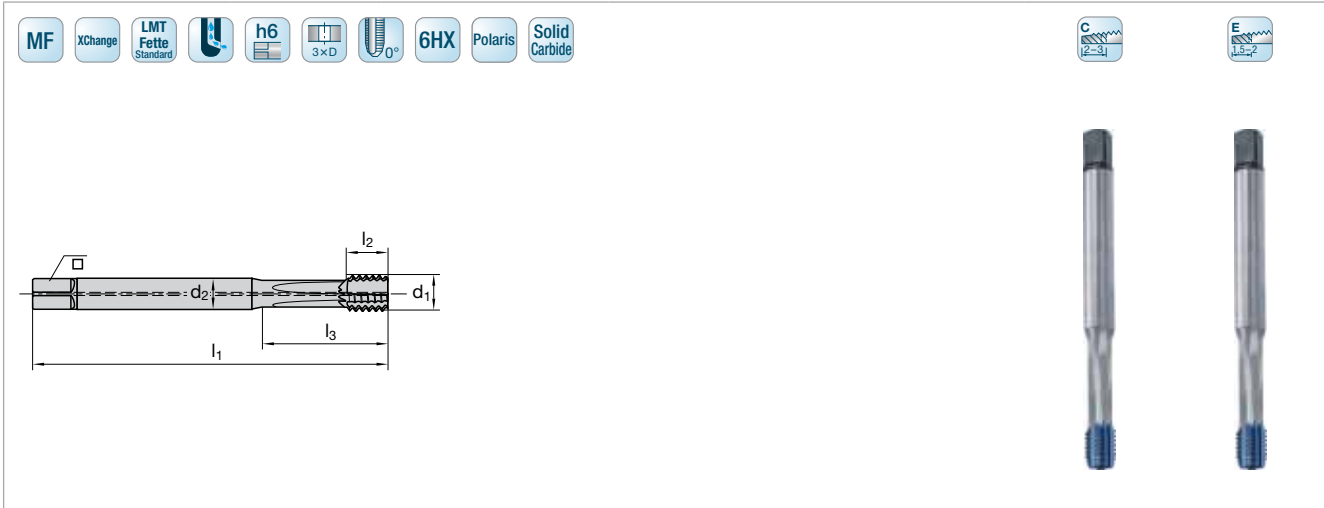 MF
XChange
LMT
Fette
Standard
h6
3×D
0°
6HX
Polaris
Solid
Carbide
C
2–3
E
1,5–2
l2
d2
d1
l3
l1